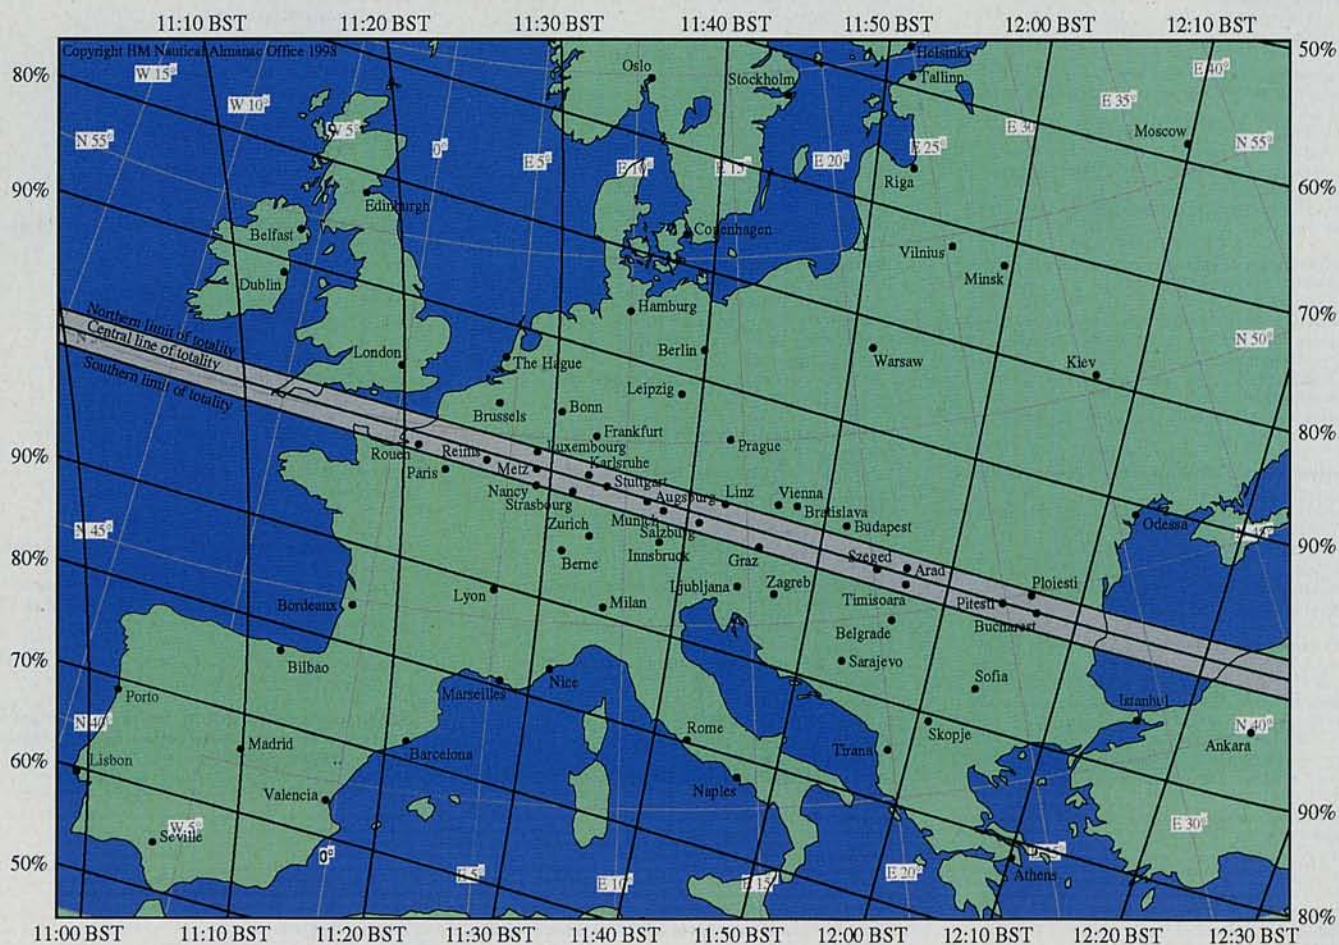 11:10 BST 11:20 BST 11:30 BST 11:40 BST 11:50 BST 12:00 BST 12:10 BST
Copyright HM Nautical Almanac Office 1998
50%
80%
W 15°
Oslo
Stockholm
Helsinki
Tallinn
E 40°
W 10°
E 35°
W 5°
E 30
Moscow
N 55°
0°
E 5°
E 10°
E 15°
E 20°
E 25°
N 55°
Riga
90%
60%
Edinburgh
Belfast
Copenhagen
Vilnius
Minsk
Dublin
Hamburg
Northern limit of totality
Central line of totality
Southern limit of totality
N 5
70%
London
The Hague
Berlin
Warsaw
Kiev
N 50°
Leipzig
Brussels
Bonn
Frankfurt
Prague
80%
90%
Rouen
Reims
Luxembourg
Paris
Metz
Karlsruhe
Nancy
Stuttgart
Strasbourg
Augsburg
Linz
Vienna
Bratislava
Zurich
Munich
Salzburg
Budapest
Odessa
N 45°
N 45°
90%
Berne
Innsbruck
Graz
Szeged
Arad
80%
Ljubljana
Zagreb
Ploiesti
Lyon
Milan
Timisoara
Pitesti
Bordeaux
Bucharest
Belgrade
70%
Bilbao
Sarajevo
Nice
Marseilles
Sofia
Porto
Istanbul
N 40°
N 40°
Rome
Skopje
Ankara
Madrid
Barcelona
Tirana
60%
Lisbon
Naples
Valencia
90%
W 5°
E 30°
Seville
0°
50%
E 5°
E 10°
E 15°
E 20°
Athens
80%
11:00 BST 11:10 BST 11:20 BST 11:30 BST 11:40 BST 11:50 BST 12:00 BST 12:10 BST 12:20 BST 12:30 BST